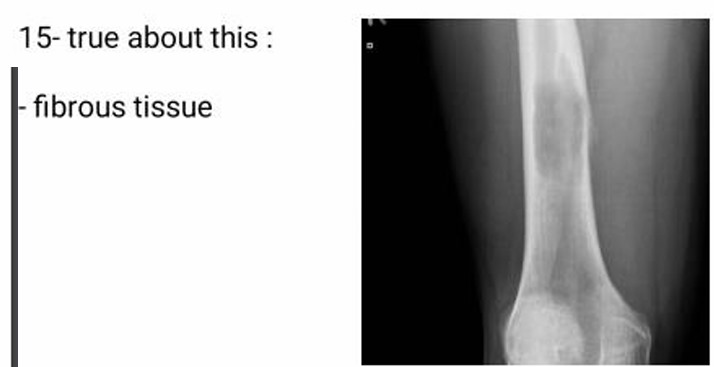 15- true about this :
- fibrous tissue